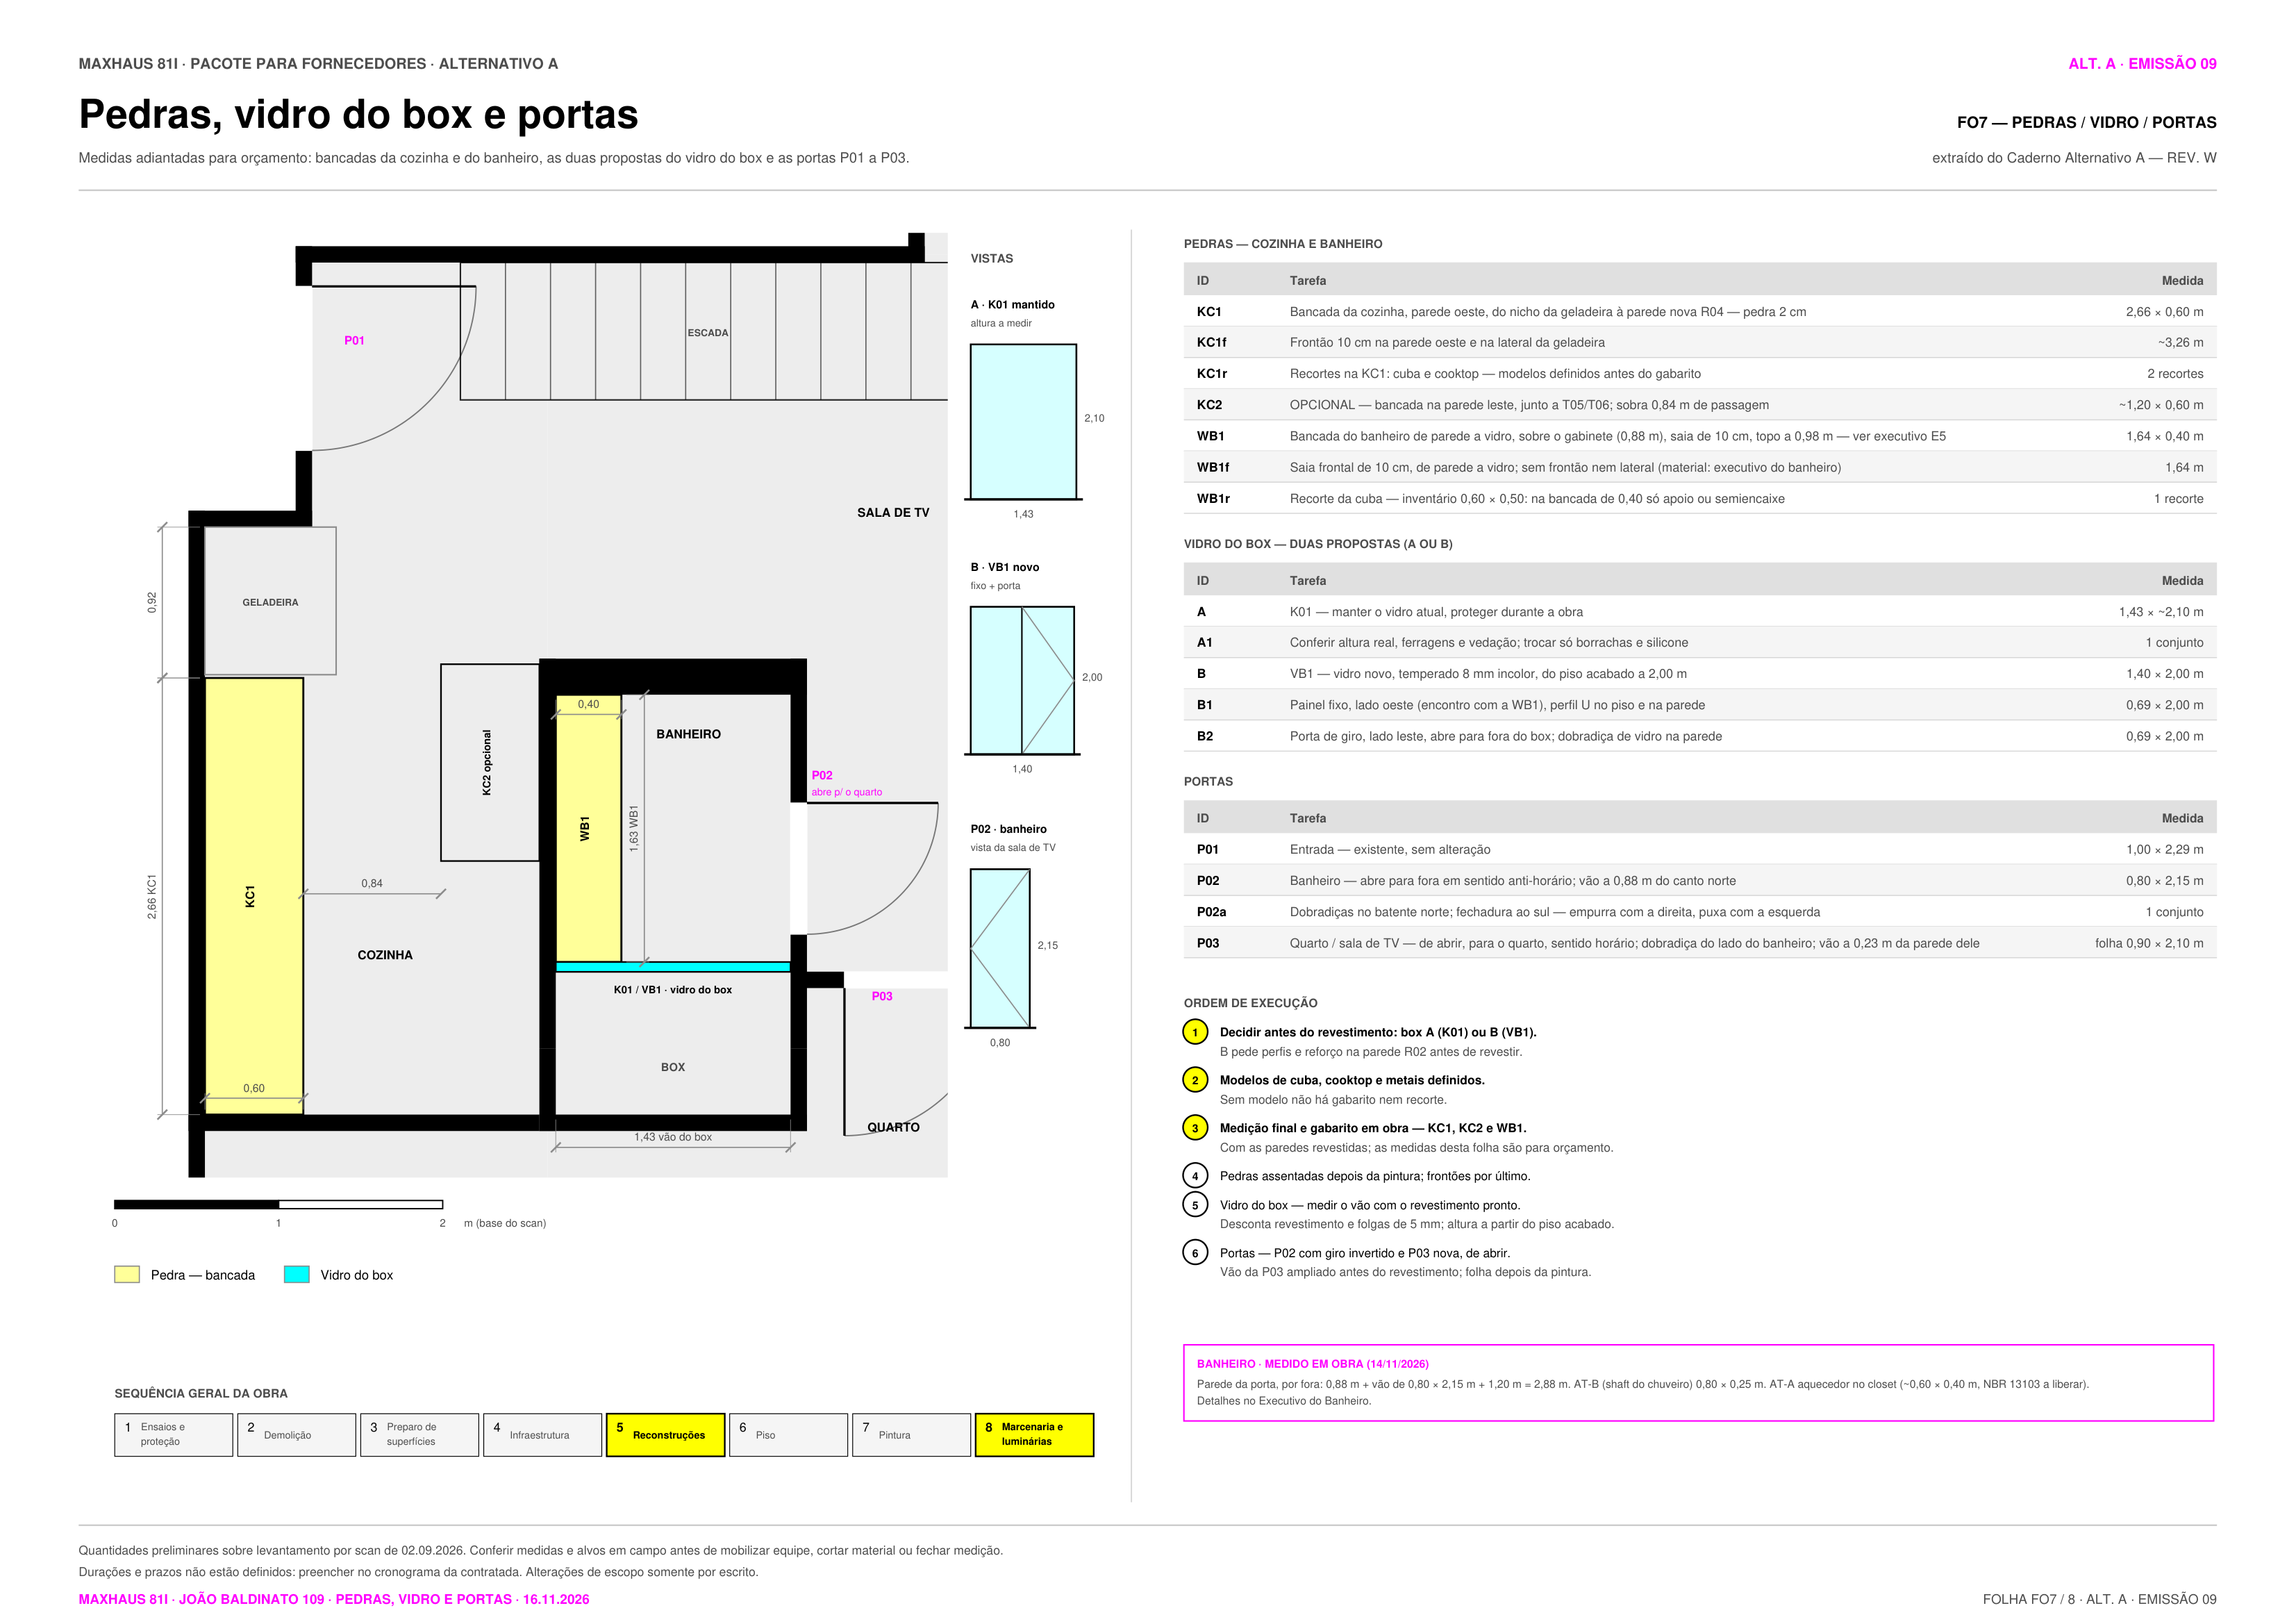 MAXHAUS 81I · PACOTE PARA FORNECEDORES · ALTERNATIVO A
ALT. A · EMISSÃO 09
Pedras, vidro do box e portas
FO7 — PEDRAS / VIDRO / PORTAS
Medidas adiantadas para orçamento: bancadas da cozinha e do banheiro, as duas propostas do vidro do box e as portas P01 a P03.
extraído do Caderno Alternativo A — REV. W
P01
ESCADA
SALA DE TV
0,92
GELADEIRA
2,66 KC1
KC1
0,60
KC2 opcional
0,84
COZINHA
0,40
BANHEIRO
WB1
1,63 WB1
P02
abre p/ o quarto
K01 / VB1 · vidro do box
BOX
1,43 vão do box
P03
QUARTO
0
1
2
m (base do scan)
Pedra — bancada
Vidro do box
VISTAS
A · K01 mantido
altura a medir
2,10
1,43
B · VB1 novo
fixo + porta
2,00
1,40
P02 · banheiro
vista da sala de TV
2,15
0,80
SEQUÊNCIA GERAL DA OBRA
1 Ensaios e
proteção
2 Demolição
3 Preparo de
superfícies
4 Infraestrutura
5 Reconstruções
6 Piso
7 Pintura
8 Marcenaria e
luminárias
PEDRAS — COZINHA E BANHEIRO
ID Tarefa Medida
KC1 Bancada da cozinha, parede oeste, do nicho da geladeira à parede nova R04 — pedra 2 cm 2,66 × 0,60 m
KC1f Frontão 10 cm na parede oeste e na lateral da geladeira ~3,26 m
KC1r Recortes na KC1: cuba e cooktop — modelos definidos antes do gabarito 2 recortes
KC2 OPCIONAL — bancada na parede leste, junto a T05/T06; sobra 0,84 m de passagem ~1,20 × 0,60 m
WB1 Bancada do banheiro de parede a vidro, sobre o gabinete (0,88 m), saia de 10 cm, topo a 0,98 m — ver executivo E5 1,64 × 0,40 m
WB1f Saia frontal de 10 cm, de parede a vidro; sem frontão nem lateral (material: executivo do banheiro) 1,64 m
WB1r Recorte da cuba — inventário 0,60 × 0,50: na bancada de 0,40 só apoio ou semiencaixe 1 recorte
VIDRO DO BOX — DUAS PROPOSTAS (A OU B)
ID Tarefa Medida
A K01 — manter o vidro atual, proteger durante a obra 1,43 × ~2,10 m
A1 Conferir altura real, ferragens e vedação; trocar só borrachas e silicone 1 conjunto
B VB1 — vidro novo, temperado 8 mm incolor, do piso acabado a 2,00 m 1,40 × 2,00 m
B1 Painel fixo, lado oeste (encontro com a WB1), perfil U no piso e na parede 0,69 × 2,00 m
B2 Porta de giro, lado leste, abre para fora do box; dobradiça de vidro na parede 0,69 × 2,00 m
PORTAS
ID Tarefa Medida
P01 Entrada — existente, sem alteração 1,00 × 2,29 m
P02 Banheiro — abre para fora em sentido anti-horário; vão a 0,88 m do canto norte 0,80 × 2,15 m
P02a Dobradiças no batente norte; fechadura ao sul — empurra com a direita, puxa com a esquerda 1 conjunto
P03 Quarto / sala de TV — de abrir, para o quarto, sentido horário; dobradiça do lado do banheiro; vão a 0,23 m da parede dele folha 0,90 × 2,10 m
ORDEM DE EXECUÇÃO
1 Decidir antes do revestimento: box A (K01) ou B (VB1).
B pede perfis e reforço na parede R02 antes de revestir.
2 Modelos de cuba, cooktop e metais definidos.
Sem modelo não há gabarito nem recorte.
3 Medição final e gabarito em obra — KC1, KC2 e WB1.
Com as paredes revestidas; as medidas desta folha são para orçamento.
4 Pedras assentadas depois da pintura; frontões por último.
5 Vidro do box — medir o vão com o revestimento pronto.
Desconta revestimento e folgas de 5 mm; altura a partir do piso acabado.
6 Portas — P02 com giro invertido e P03 nova, de abrir.
Vão da P03 ampliado antes do revestimento; folha depois da pintura.
BANHEIRO · MEDIDO EM OBRA (14/11/2026)
Parede da porta, por fora: 0,88 m + vão de 0,80 × 2,15 m + 1,20 m = 2,88 m. AT-B (shaft do chuveiro) 0,80 × 0,25 m. AT-A aquecedor no closet (~0,60 × 0,40 m, NBR 13103 a liberar).
Detalhes no Executivo do Banheiro.
Quantidades preliminares sobre levantamento por scan de 02.09.2026. Conferir medidas e alvos em campo antes de mobilizar equipe, cortar material ou fechar medição.
Durações e prazos não estão definidos: preencher no cronograma da contratada. Alterações de escopo somente por escrito.
MAXHAUS 81I · JOÃO BALDINATO 109 · PEDRAS, VIDRO E PORTAS · 16.11.2026
FOLHA FO7 / 8 · ALT. A · EMISSÃO 09